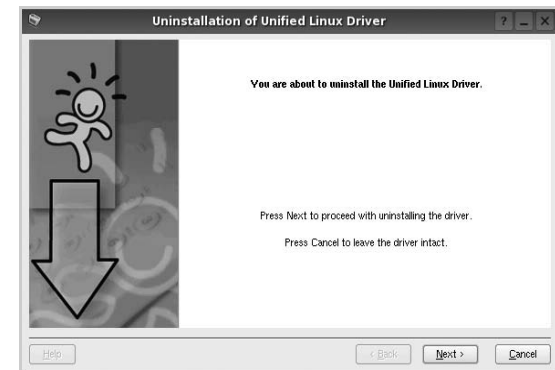 Uninstallation of Unified Linux Driver
You are about to uninstall the Unified Linux Driver.
Press Next to proceed with uninstalling the driver.
Press Cancel to leave the driver intact.
Help
< Back
Next >
Cancel